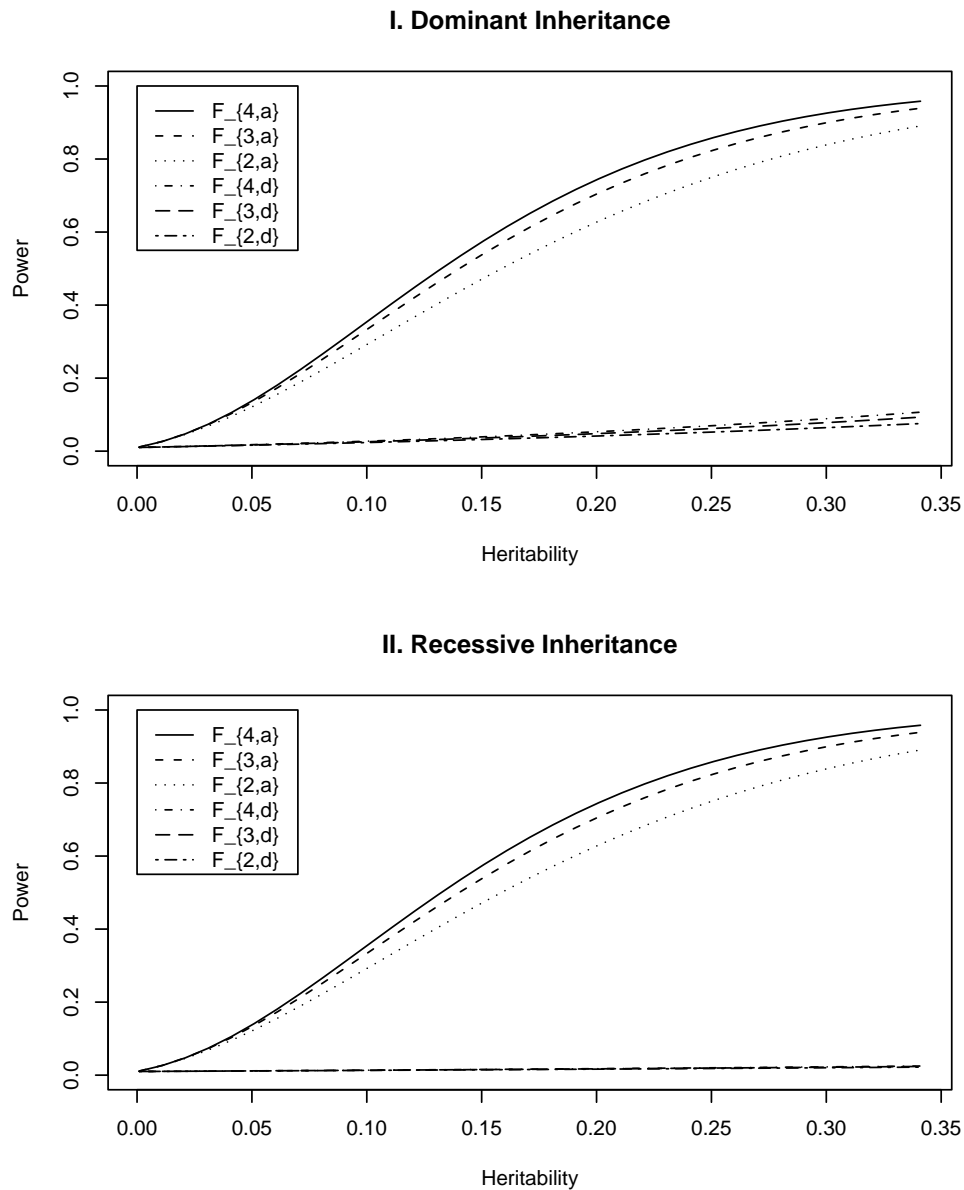 I. Dominant Inheritance
1.0
0.8
0.6
0.4
0.2
0.0
Power
F_{4,a}
F_{3,a}
F_{2,a}
F_{4,d}
F_{3,d}
F_{2,d}
0.00 0.05 0.10 0.15 0.20 0.25 0.30 0.35
Heritability
II. Recessive Inheritance
1.0
0.8
0.6
0.4
0.2
0.0
Power
F_{4,a}
F_{3,a}
F_{2,a}
F_{4,d}
F_{3,d}
F_{2,d}
0.00 0.05 0.10 0.15 0.20 0.25 0.30 0.35
Heritability